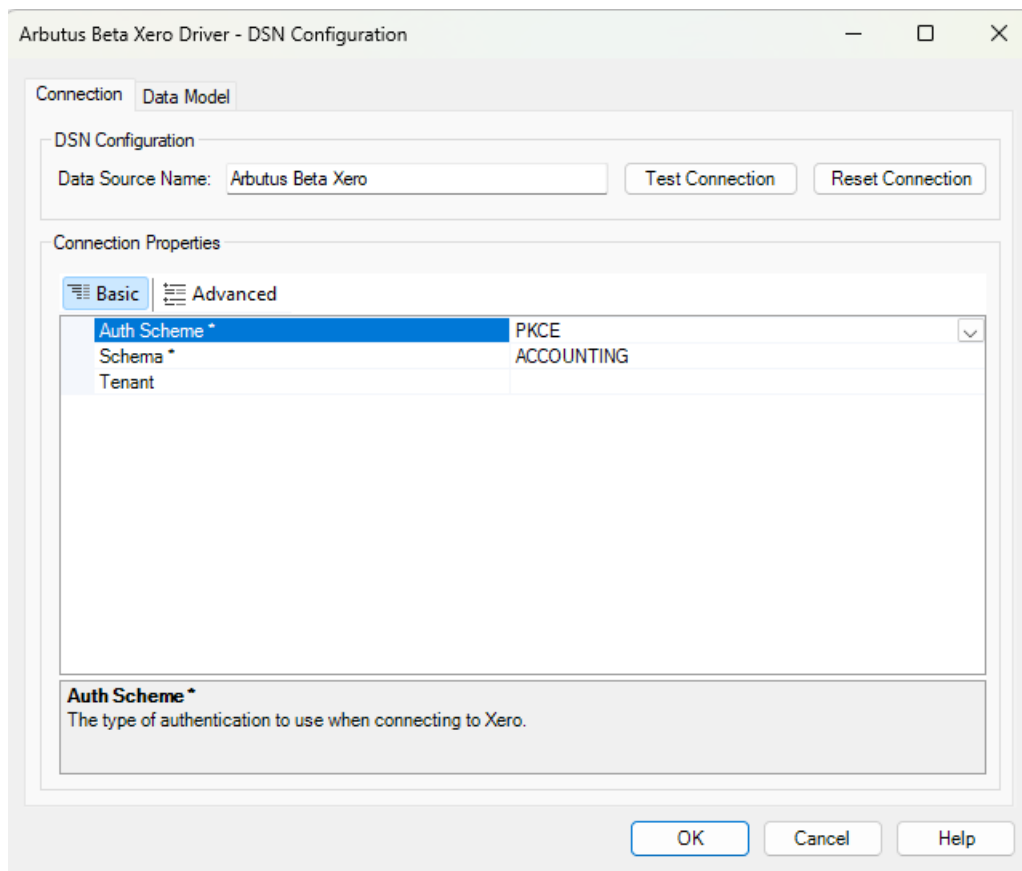 Arbutus Beta Xero Driver - DSN Configuration
Connection Data Model
DSN Configuration
Data Source Name: Arbutus Beta Xero Test Connection Reset Connection
Connection Properties
Basic Advanced
Auth Scheme * PKCE
Schema * ACCOUNTING
Tenant
Auth Scheme *
The type of authentication to use when connecting to Xero.
OK Cancel Help